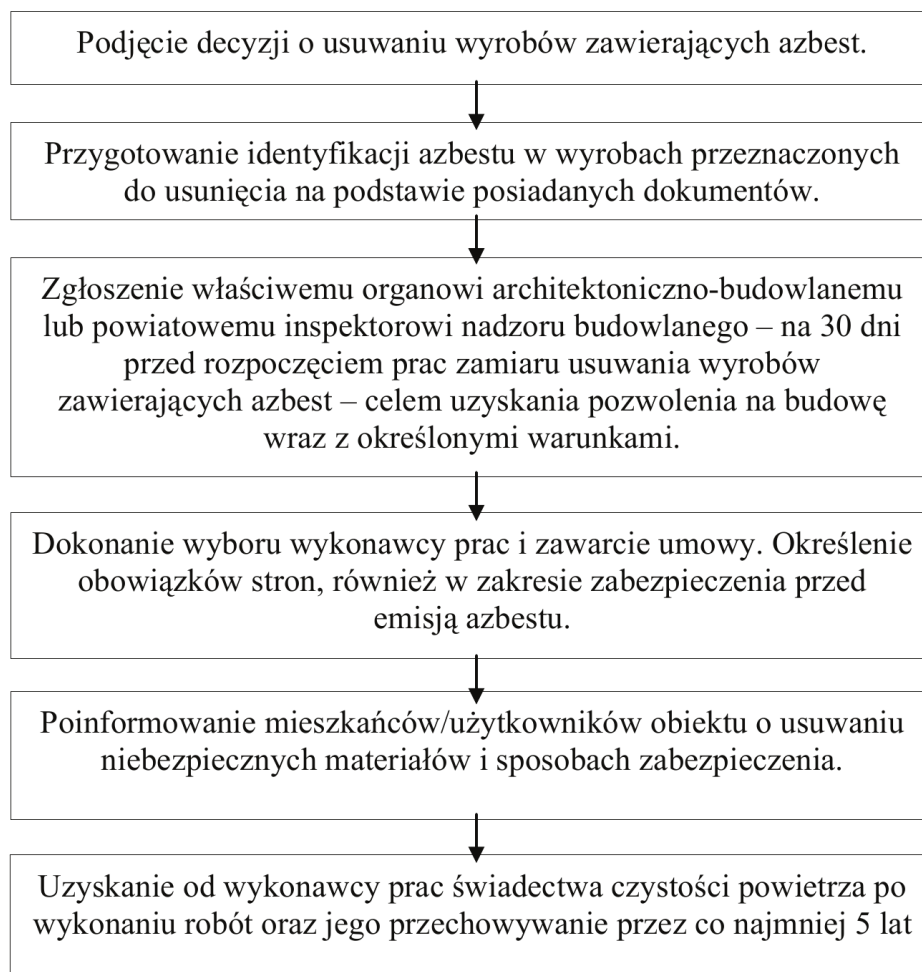 Podjęcie decyzji o usuwaniu wyrobów zawierających azbest.
Przygotowanie identyfikacji azbestu w wyrobach przeznaczonych
do usunięcia na podstawie posiadanych dokumentów.
Zgłoszenie właściwemu organowi architektoniczno-budowlanemu
lub powiatowemu inspektorowi nadzoru budowlanego – na 30 dni
przed rozpoczęciem prac zamiaru usuwania wyrobów
zawierających azbest – celem uzyskania pozwolenia na budowę
wraz z określonymi warunkami.
Dokonanie wyboru wykonawcy prac i zawarcie umowy. Określenie
obowiązków stron, również w zakresie zabezpieczenia przed
emisją azbestu.
Poinformowanie mieszkańców/użytkowników obiektu o usuwaniu
niebezpiecznych materiałów i sposobach zabezpieczenia.
Uzyskanie od wykonawcy prac świadectwa czystości powietrza po
wykonaniu robót oraz jego przechowywanie przez co najmniej 5 lat